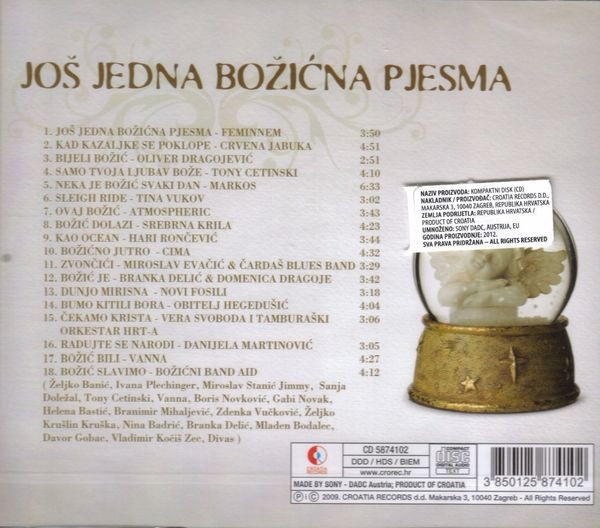 JOŠ JEDNA BOŽIĆNA PJESMA
1. JOŠ JEDNA BOŽIĆNA PJESMA - FEMINNEM 3:50
2. KAD KAZALJKE SE POKLOPE - CRVENA JABUKA 4:51
3. BIJELI BOŽIĆ - OLIVER DRAGOJEVIĆ 2:51
4. SAMO TVOJA LJUBAV BOŽE - TONY CETINSKI 4:10
5. NEKA JE BOŽIĆ SVAKI DAN - MARKOS 6:33
6. SLEIGH RIDE - TINA VUKOV 3:12
7. OVAJ BOŽIĆ - ATMOSPHERIC 3:43
8. BOŽIĆ DOLAZI - SREBRNA KRILA 3:23
9. KAO OCEAN - HARI RONČEVIĆ 3:44
10. BOŽIĆNO JUTRO - CIMA 4:32
11. ZVONČIĆI - MIROSLAV EVAČIĆ & ČARDAŠ BLUES BAND 3:29
12. BOŽIĆ JE - BRANKA DELIĆ & DOMENICA DRAGOJE 3:42
13. DUNJO MIRISNA - NOVI FOSILI 3:18
14. BUMO KITILI BORA - OBITELJ HEGEDUŠIĆ 4:04
15. ČEKAMO KRISTA - VERA SVOBODA I TAMBURAŠKI 3:06
ORKESTAR HRT-A
16. RADUJTE SE NARODI - DANIJELA MARTINOVIĆ 3:05
17. BOŽIĆ BILI - VANNA 4:27
18. BOŽIĆ SLAVIMO - BOŽIĆNI BAND AID 4:12
( Željko Banić, Ivana Plechinger, Miroslav Stanić Jimmy, Sanja
Doležal, Tony Cetinski, Vanna, Boris Novković, Gabi Novak,
Helena Bastić, Branimir Mihaljević, Zdenka Vučković, Željko
Krušlin Kruška, Nina Badrić, Branka Delić, Mladen Bodalec,
Davor Gobac, Vladimir Kočiš Zec, Divas )
NAZIV PROIZVODA: KOMPAKTNI DISK (CD)
NAKLADNIK / PROIZVOĐAČ: CROATIA RECORDS D.D.,
MAKARSKA 3, 10040 ZAGREB, REPUBLIKA HRVATSKA
ZEMLJA PODRIJETLA: REPUBLIKA HRVATSKA /
PRODUCT OF CROATIA
UMNOŽENO: SONY DADC, AUSTRIJA, EU
GODINA PROIZVODNJE: 2012.
SVA PRAVA PRIDRŽANA – ALL RIGHTS RESERVED
CROATIA
RECORDS
CD 5874102
DDD / HDS / BIEM
www.crorec.hr
COMPACT
disc
DIGITAL AUDIO
TEXT
MADE BY SONY - DADC Austria; PRODUCT OF CROATIA
3 850125 874102
Ⓟ ⓒ 2009. CROATIA RECORDS d.d. Makarska 3, 10040 Zagreb - All Rights Reserved